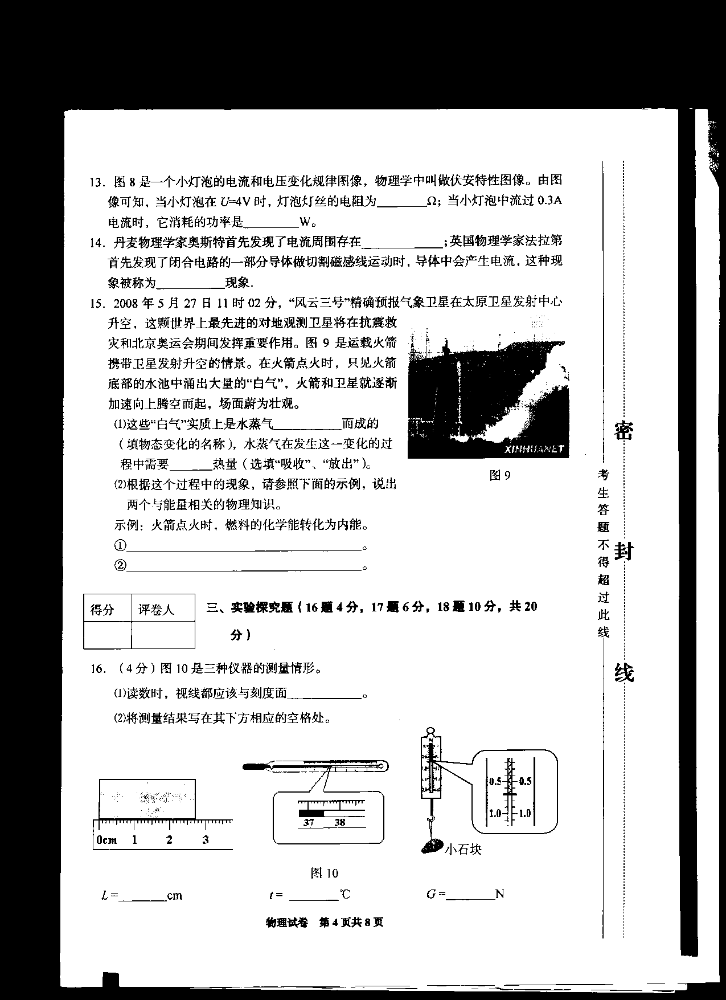 13. 图 8 是一个小灯泡的电流和电压变化规律图像，物理学中叫做伏安特性图像。由图
像可知，当小灯泡在 U=4V 时，灯泡灯丝的电阻为________Ω；当小灯泡中流过 0.3A
电流时，它消耗的功率是_________W。
14. 丹麦物理学家奥斯特首先发现了电流周围存在_____________;英国物理学家法拉第
首先发现了闭合电路的一部分导体做切割磁感线运动时，导体中会产生电流，这种现
象被称为___________现象.
15. 2008 年 5 月 27 日 11 时 02 分，“风云三号”精确预报气象卫星在太原卫星发射中心
升空，这颗世界上最先进的对地观测卫星将在抗震救
灾和北京奥运会期间发挥重要作用。图 9 是运载火箭
携带卫星发射升空的情景。在火箭点火时，只见火箭
底部的水池中涌出大量的“白气”，火箭和卫星就逐渐
加速向上腾空而起，场面蔚为壮观。
⑴这些“白气”实质上是水蒸气___________而成的
（填物态变化的名称），水蒸气在发生这一变化的过
程中需要_______热量（选填“吸收”、“放出”）。
⑵根据这个过程中的现象，请参照下面的示例，说出
两个与能量相关的物理知识。
示例：火箭点火时，燃料的化学能转化为内能。
①______________________________________。
②______________________________________。
XINHUANET
图 9
得分 评卷人
三、实验探究题（16 题 4 分，17 题 6 分，18 题 10 分，共 20
分）
16. （4 分）图 10 是三种仪器的测量情形。
⑴读数时，视线都应该与刻度面____________。
⑵将测量结果写在其下方相应的空格处。
0cm 1 2 3
37 38
N
0.5 0.5
1.0 1.0
小石块
图 10
L =________cm t = ________℃ G =________N
物理试卷 第 4 页共 8 页
考生答题不得超过此线
密
封
线